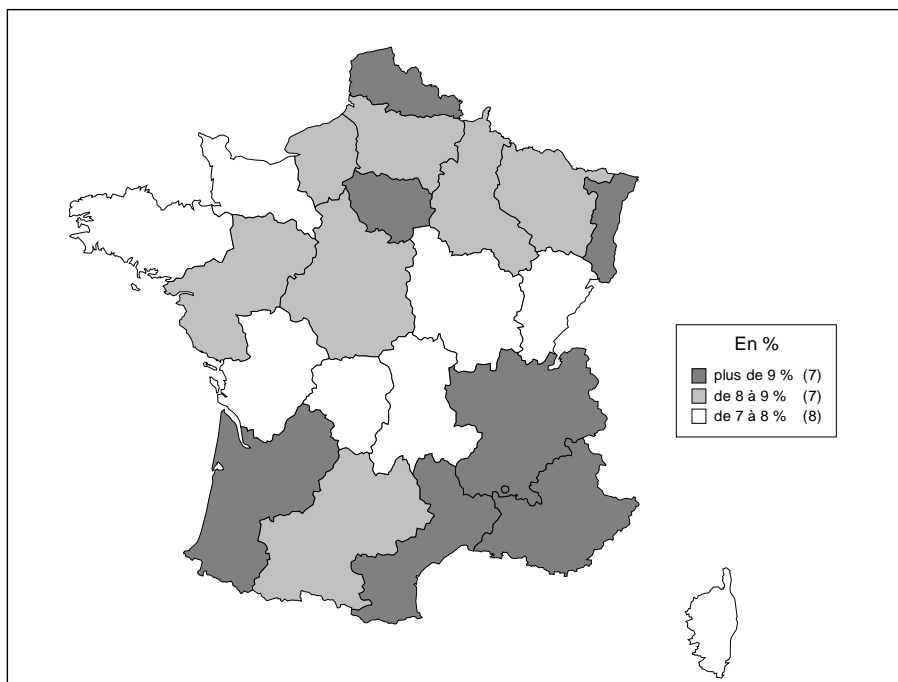 En %
plus de 9 % (7)
de 8 à 9 % (7)
de 7 à 8 % (8)